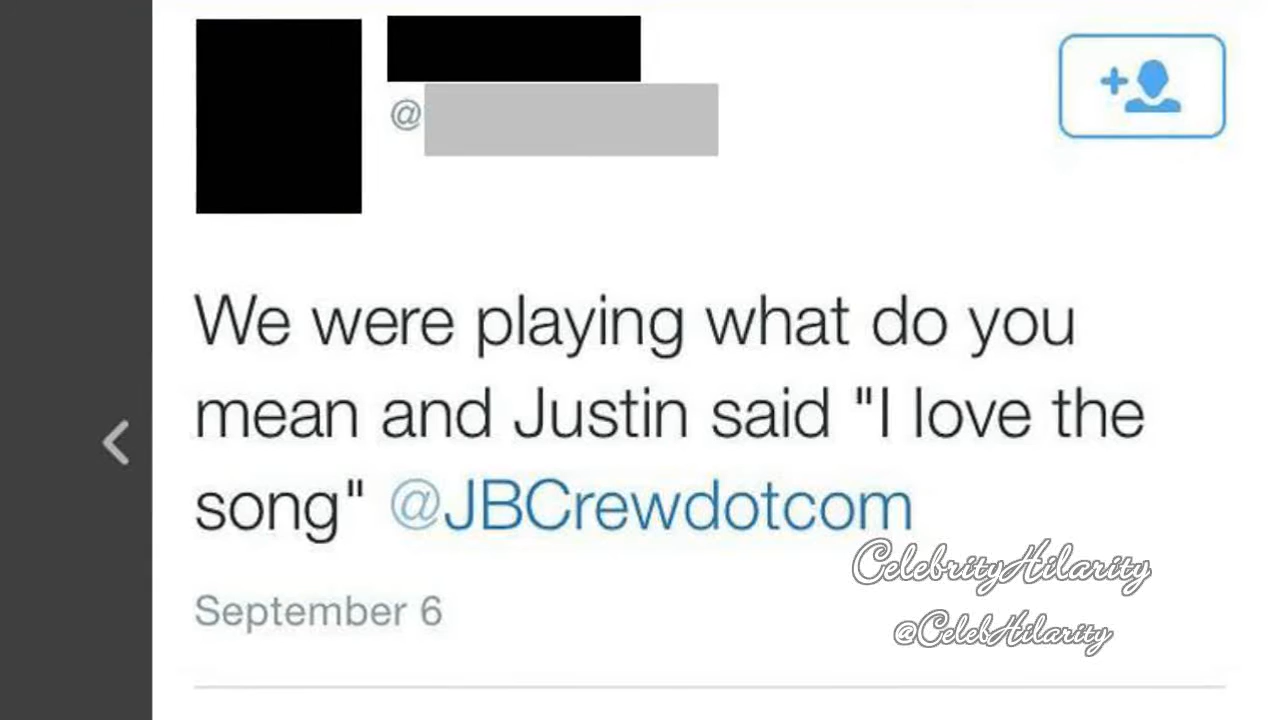 @
We were playing what do you
mean and Justin said "I love the
song" @JBCrewdotcom
CelebrityHilarity
September 6
@CelebHilarity